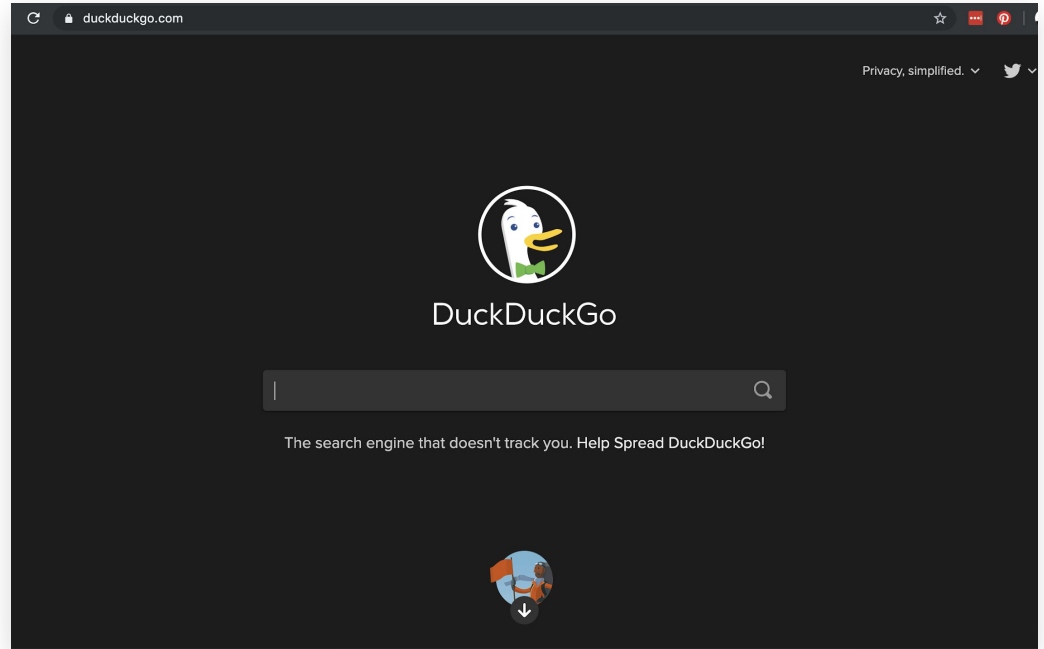 duckduckgo.com
Privacy, simplified.
DuckDuckGo
The search engine that doesn't track you. Help Spread DuckDuckGo!